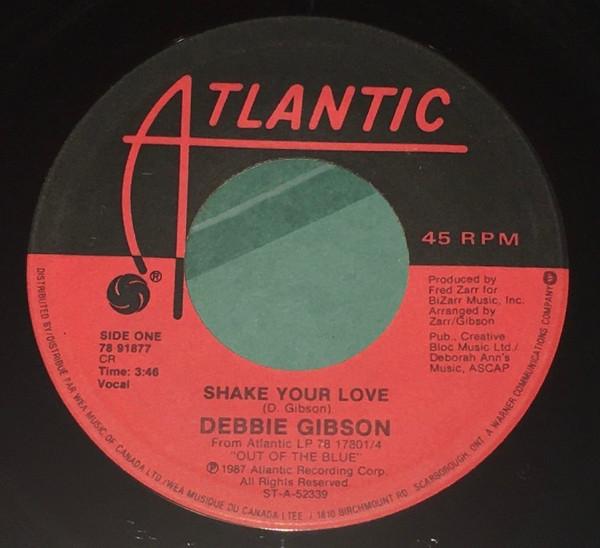 ATLANTIC
®
45 RPM
SIDE ONE
78 91877
CR
Time: 3:46
Vocal
Produced by
Fred Zarr for
BiZarr Music, Inc.
Arranged by
Zarr/Gibson
Pub., Creative
Bloc Music Ltd./
Deborah Ann's
Music, ASCAP
SHAKE YOUR LOVE
(D. Gibson)
DEBBIE GIBSON
From Atlantic LP 78 17801/4
"OUT OF THE BLUE"
℗1987 Atlantic Recording Corp.
All Rights Reserved.
ST-A-52339
DISTRIBUTED BY/DISTRIBUE PAR WEA MUSIC OF CANADA LTD./WEA MUSIQUE DU CANADA LTEE / 1810 BIRCHMOUNT RD. SCARBOROUGH, ONT. A WARNER COMMUNICATIONS COMPANY